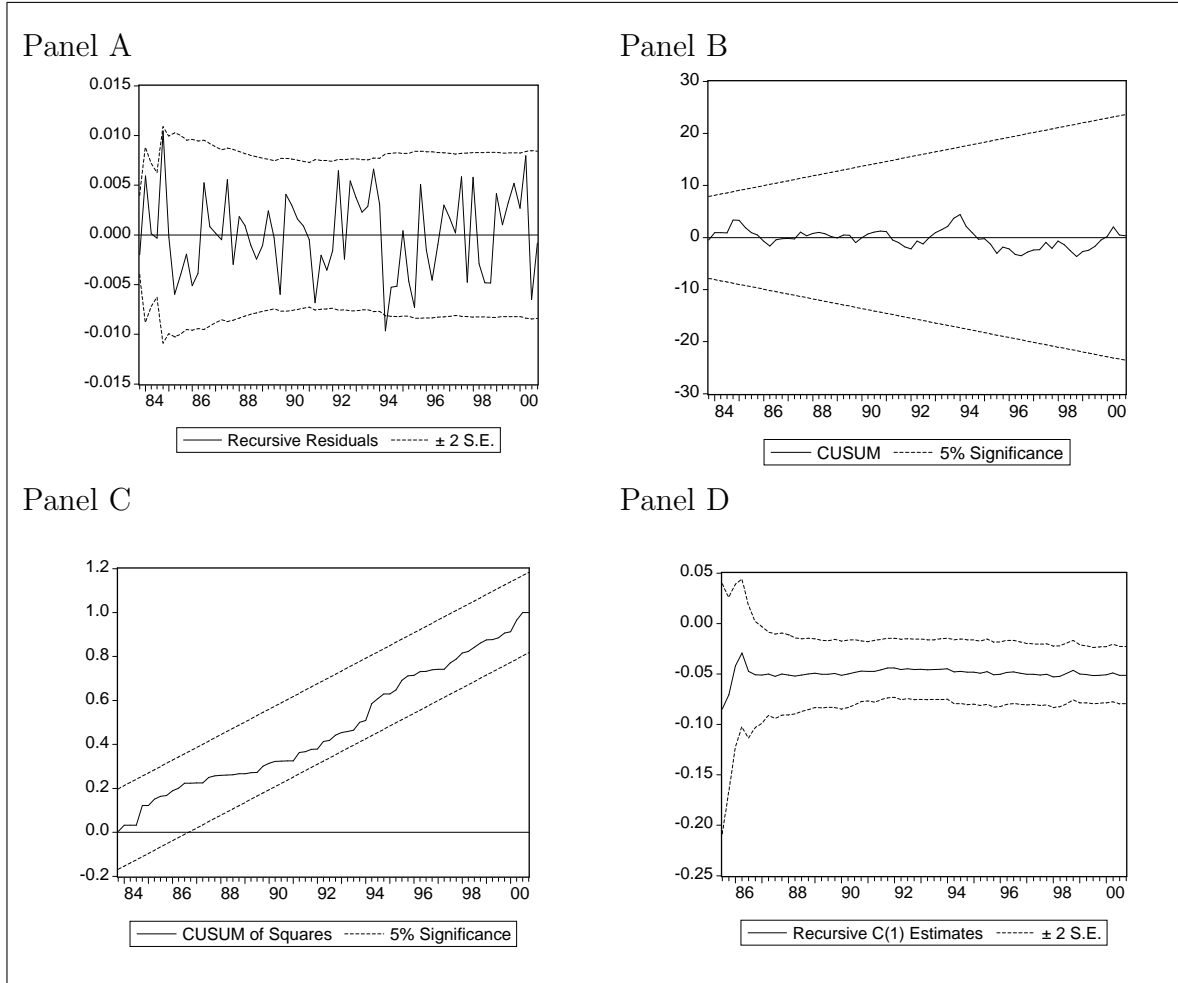 Panel A
0.015
0.010
0.005
0.000
-0.005
-0.010
-0.015
84 86 88 90 92 94 96 98 00
Recursive Residuals ± 2 S.E.
Panel B
30
20
10
0
-10
-20
-30
84 86 88 90 92 94 96 98 00
CUSUM 5% Significance
Panel C
1.2
1.0
0.8
0.6
0.4
0.2
0.0
-0.2
84 86 88 90 92 94 96 98 00
CUSUM of Squares 5% Significance
Panel D
0.05
0.00
-0.05
-0.10
-0.15
-0.20
-0.25
86 88 90 92 94 96 98 00
Recursive C(1) Estimates ± 2 S.E.